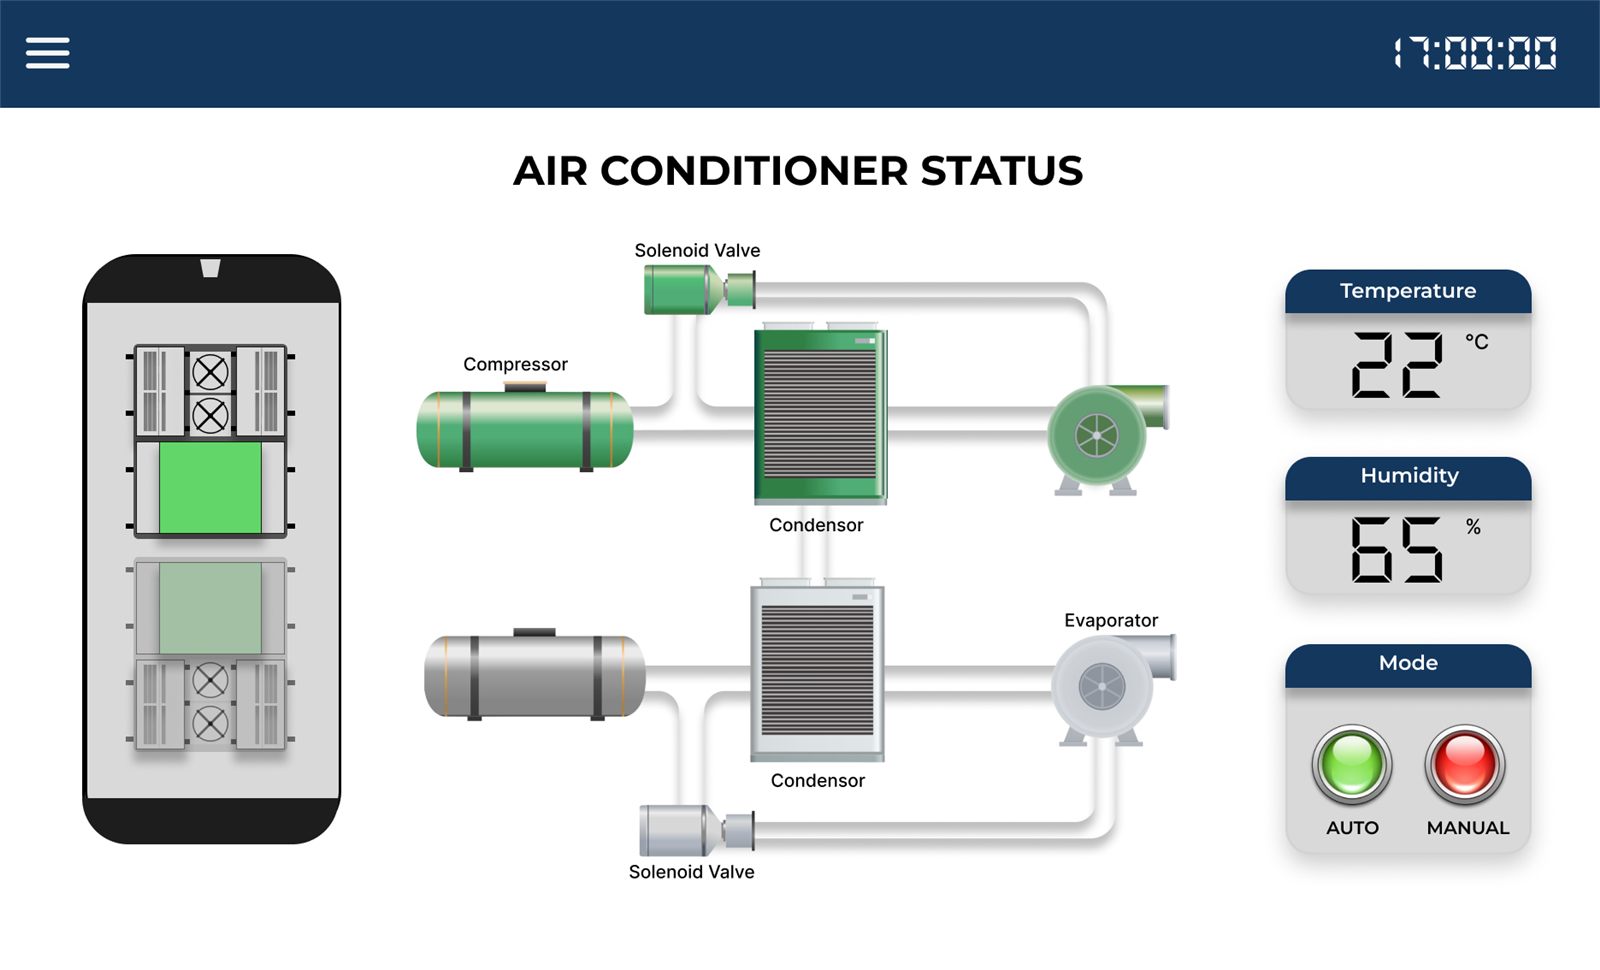 17:00:00
AIR CONDITIONER STATUS
Solenoid Valve
Compressor
Condensor
Evaporator
Condensor
Solenoid Valve
Temperature
22 °C
Humidity
65 %
Mode
AUTO MANUAL